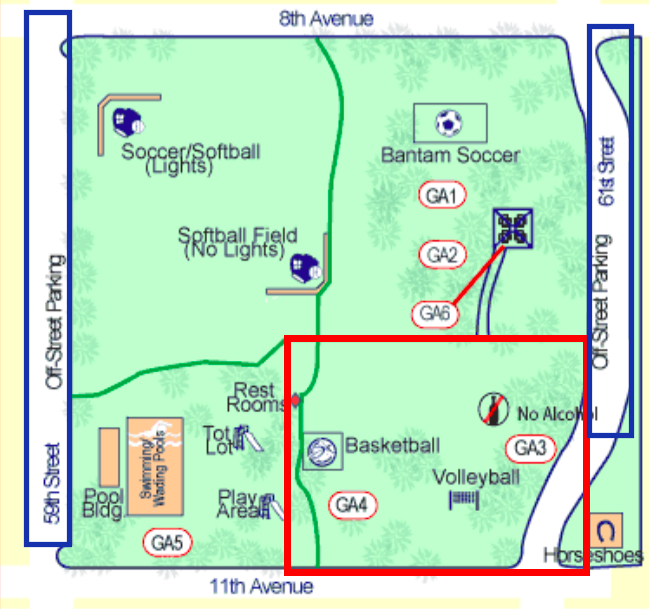 8th Avenue
Soccer/Softball
(Lights)
Bantam Soccer
61st Street
GA1
Softball Field
(No Lights)
GA2
Off-Street Parking
Off-Street Parking
GA6
Rest
Rooms
No Alcohol
Tot
Lot
Basketball
GA3
Swimming/
Wading Pools
59th Street
Volleyball
Pool
Bldg
Play
Area
GA4
GA5
Horseshoes
11th Avenue